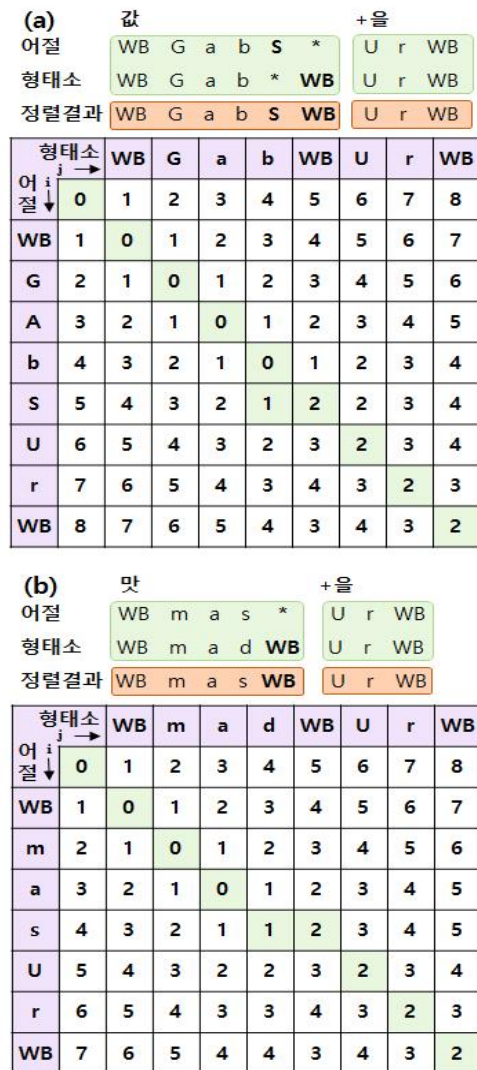 (a) 값 +을
어절 WB G a b S * U r WB
형태소 WB G a b * WB U r WB
정렬결과 WB G a b S WB U r WB
형태소 WB G a b WB U r WB
j →
어 i
절 ↓ 0 1 2 3 4 5 6 7 8
WB 1 0 1 2 3 4 5 6 7
G 2 1 0 1 2 3 4 5 6
A 3 2 1 0 1 2 3 4 5
b 4 3 2 1 0 1 2 3 4
S 5 4 3 2 1 2 2 3 4
U 6 5 4 3 2 3 2 3 4
r 7 6 5 4 3 4 3 2 3
WB 8 7 6 5 4 3 4 3 2
(b) 맛 +을
어절 WB m a s * U r WB
형태소 WB m a d WB U r WB
정렬결과 WB m a s WB U r WB
형태소 WB m a d WB U r WB
j →
어 i
절 ↓ 0 1 2 3 4 5 6 7 8
WB 1 0 1 2 3 4 5 6 7
m 2 1 0 1 2 3 4 5 6
a 3 2 1 0 1 2 3 4 5
s 4 3 2 1 1 2 3 4 5
U 5 4 3 2 2 3 2 3 4
r 6 5 4 3 3 4 3 2 3
WB 7 6 5 4 4 3 4 3 2